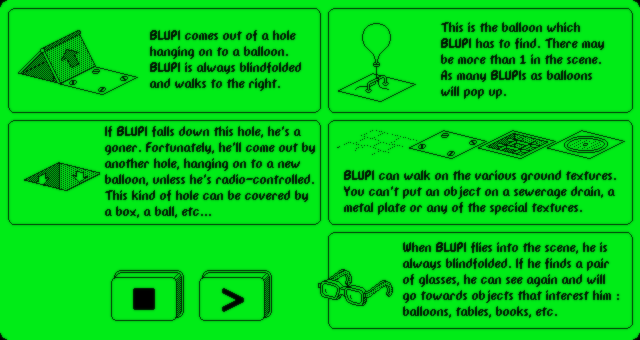 BLUPI comes out of a hole
hanging on to a balloon.
BLUPI is always blindfolded
and walks to the right.
This is the balloon which
BLUPI has to find. There may
be more than 1 in the scene.
As many BLUPIs as balloons
will pop up.
If BLUPI falls down this hole, he's a
goner. Fortunately, he'll come out by
another hole, hanging on to a new
balloon, unless he's radio-controlled.
This kind of hole can be covered by
a box, a ball, etc...
BLUPI can walk on the various ground textures.
You can't put an object on a sewerage drain, a
metal plate or any of the special textures.
When BLUPI flies into the scene, he is
always blindfolded. If he finds a pair
of glasses, he can see again and will
go towards objects that interest him :
balloons, tables, books, etc.